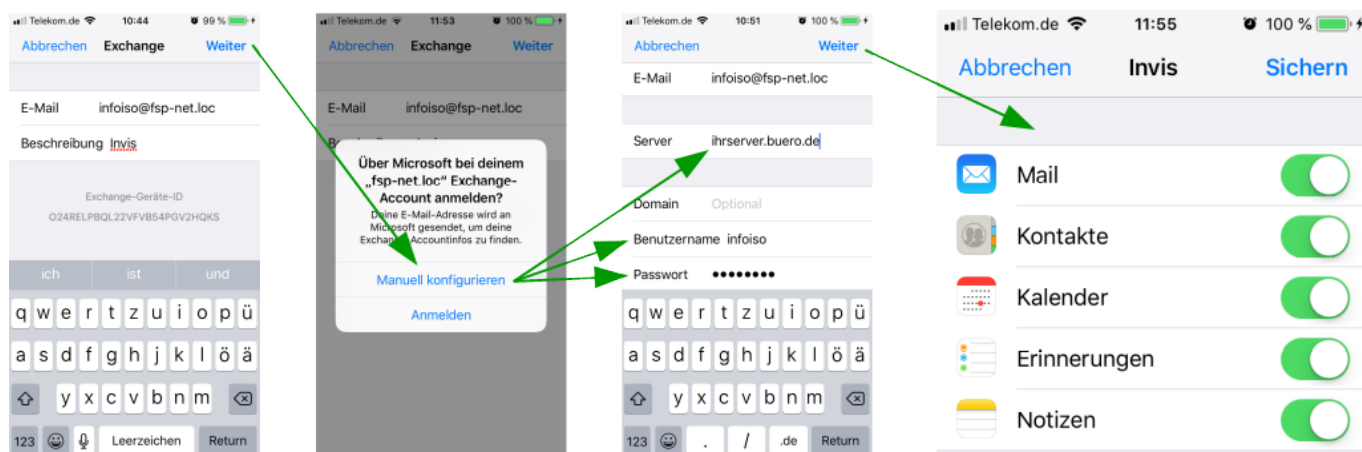 Telekom.de 10:44 99 %
Abbrechen Exchange Weiter
E-Mail infoiso@fsp-net.loc
Beschreibung Invis
Exchange-Geräte-ID
O24RELPBQL22VFVB54PGV2HQKS
ich ist und
q w e r t z u i o p ü
a s d f g h j k l ö ä
y x c v b n m
123 Leerzeichen Return
Telekom.de 11:53 100 %
Abbrechen Exchange Weiter
E-Mail infoiso@fsp-net.loc
Über Microsoft bei deinem
„fsp-net.loc" Exchange-
Account anmelden?
Deine E-Mail-Adresse wird an
Microsoft gesendet, um deine
Exchange-Accountinfos zu finden.
Manuell konfigurieren
Anmelden
Telekom.de 10:51 100 %
Abbrechen Weiter
E-Mail infoiso@fsp-net.loc
Server ihrserver.buero.de
Domain Optional
Benutzername infoiso
Passwort ●●●●●●●●
q w e r t z u i o p ü
a s d f g h j k l ö ä
y x c v b n m
123 . / .de Return
Telekom.de 11:55 100 %
Abbrechen Invis Sichern
Mail
Kontakte
Kalender
Erinnerungen
Notizen